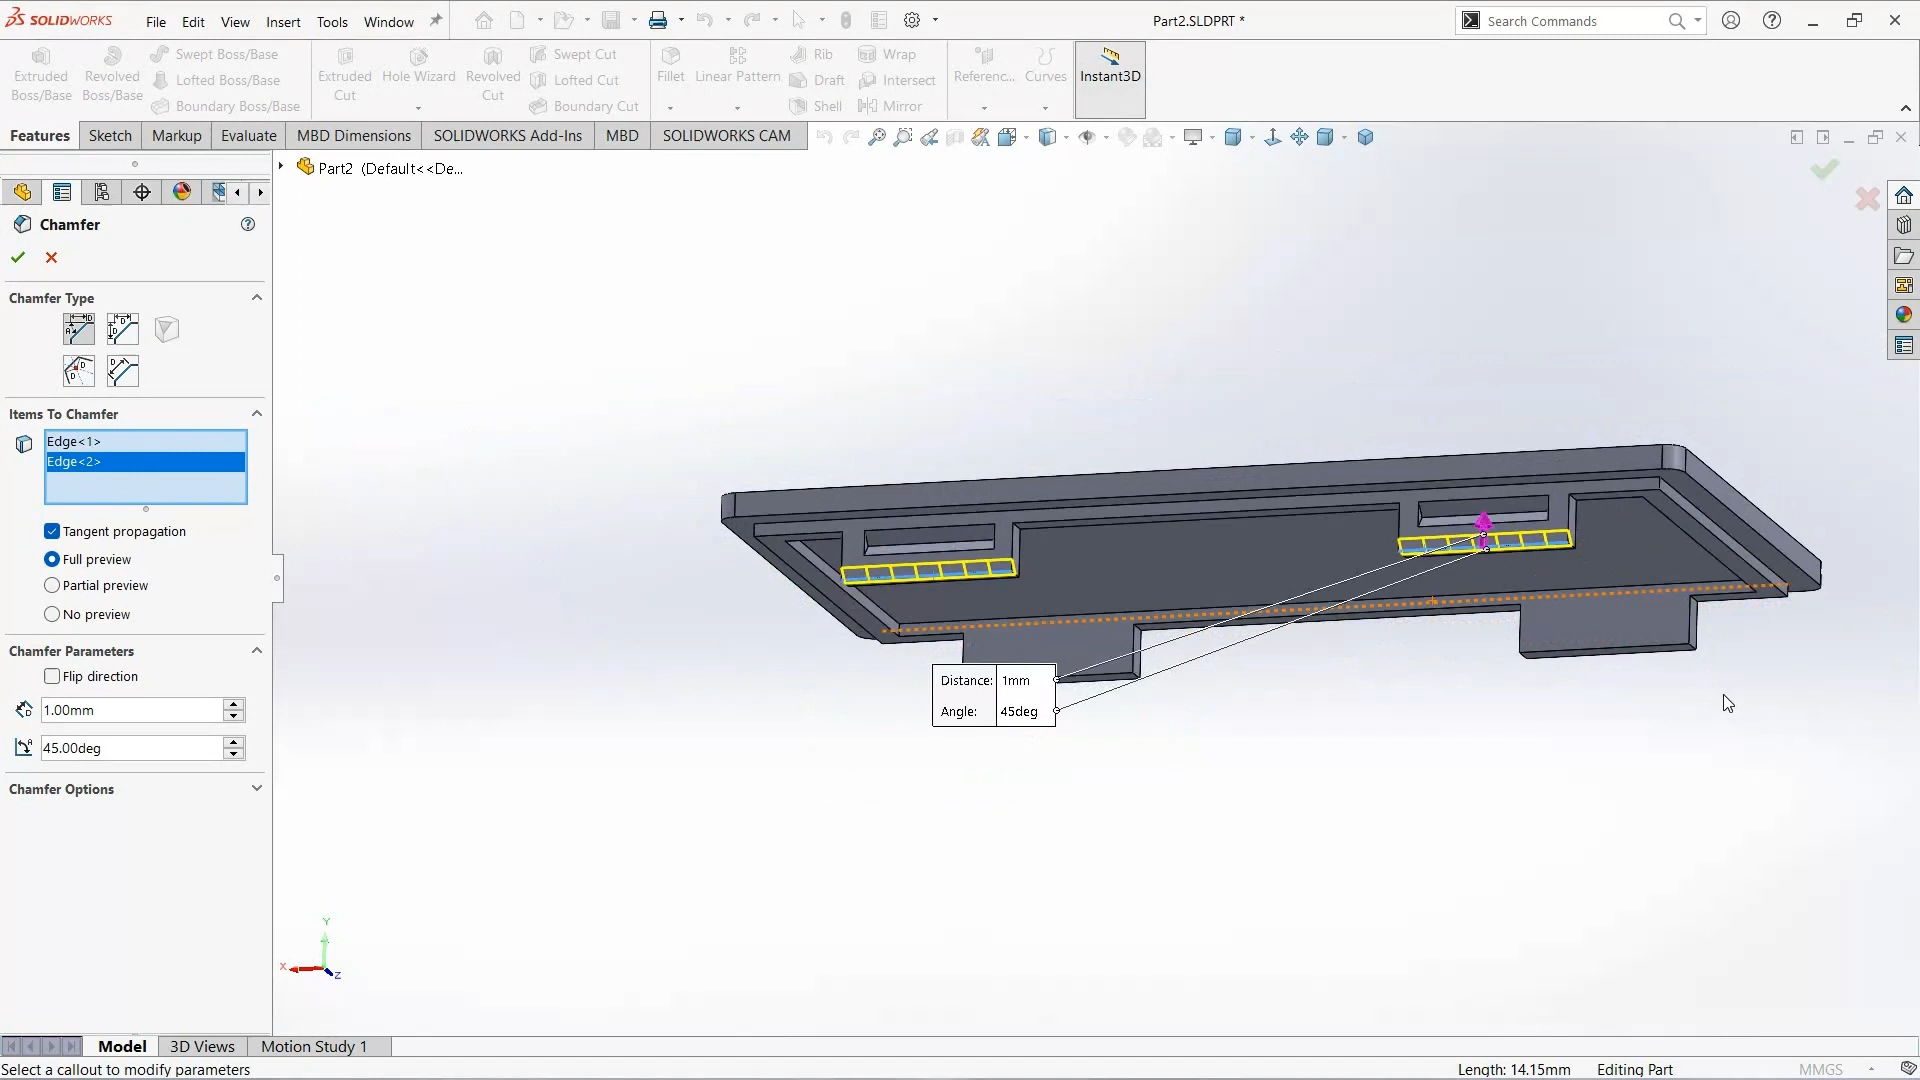 SOLIDWORKS File Edit View Insert Tools Window Part2.SLDPRT * Search Commands
Extruded Boss/Base
Revolved Boss/Base
Swept Boss/Base
Lofted Boss/Base
Boundary Boss/Base
Extruded Cut
Hole Wizard
Revolved Cut
Swept Cut
Lofted Cut
Boundary Cut
Fillet
Linear Pattern
Rib
Draft
Shell
Wrap
Intersect
Mirror
Referenc...
Curves
Instant3D
Features Sketch Markup Evaluate MBD Dimensions SOLIDWORKS Add-Ins MBD SOLIDWORKS CAM
Part2 (Default<<De...
Chamfer
Chamfer Type
Items To Chamfer
Edge<1>
Edge<2>
Tangent propagation
Full preview
Partial preview
No preview
Chamfer Parameters
Flip direction
1.00mm
45.00deg
Chamfer Options
Distance: 1mm
Angle: 45deg
Y
X
Z
Model 3D Views Motion Study 1
Select a callout to modify parameters Length: 14.15mm Editing Part MMGS